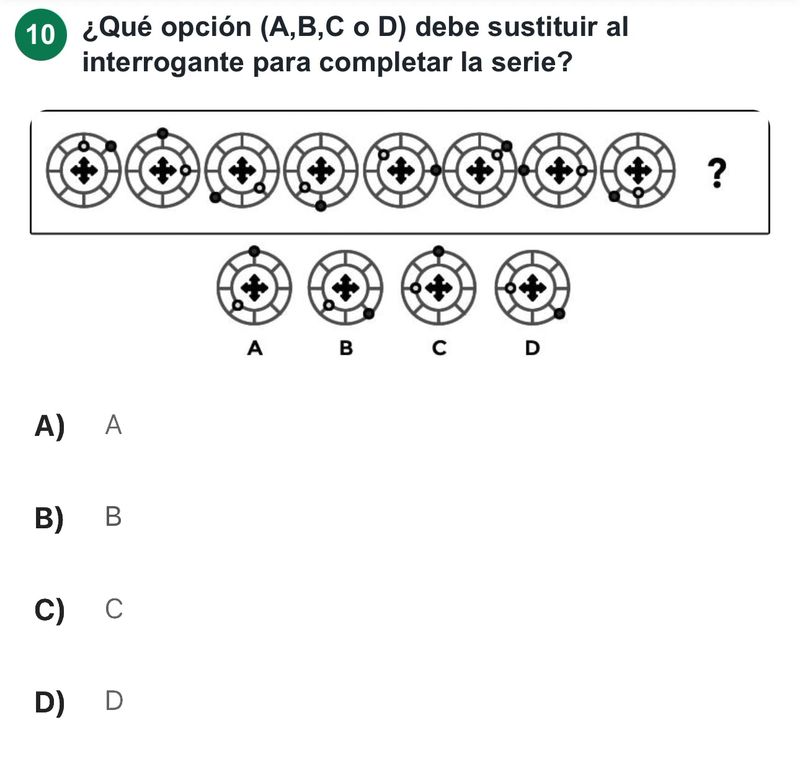 10 ¿Qué opción (A,B,C o D) debe sustituir al
interrogante para completar la serie?
?
A B C D
A) A
B) B
C) C
D) D